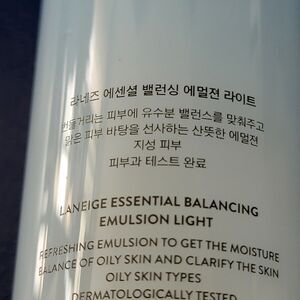 라네즈 에센셜 밸런싱 에멀젼 라이트
번들거리는 피부에 유수분 밸런스를 맞춰주고
맑은 피부 바탕을 선사하는 산뜻한 에멀젼
지성 피부
피부과 테스트 완료
LANEIGE ESSENTIAL BALANCING
EMULSION LIGHT
REFRESHING EMULSION TO GET THE MOISTURE
BALANCE OF OILY SKIN AND CLARIFY THE SKIN
OILY SKIN TYPES
DERMATOLOGICALLY TESTED